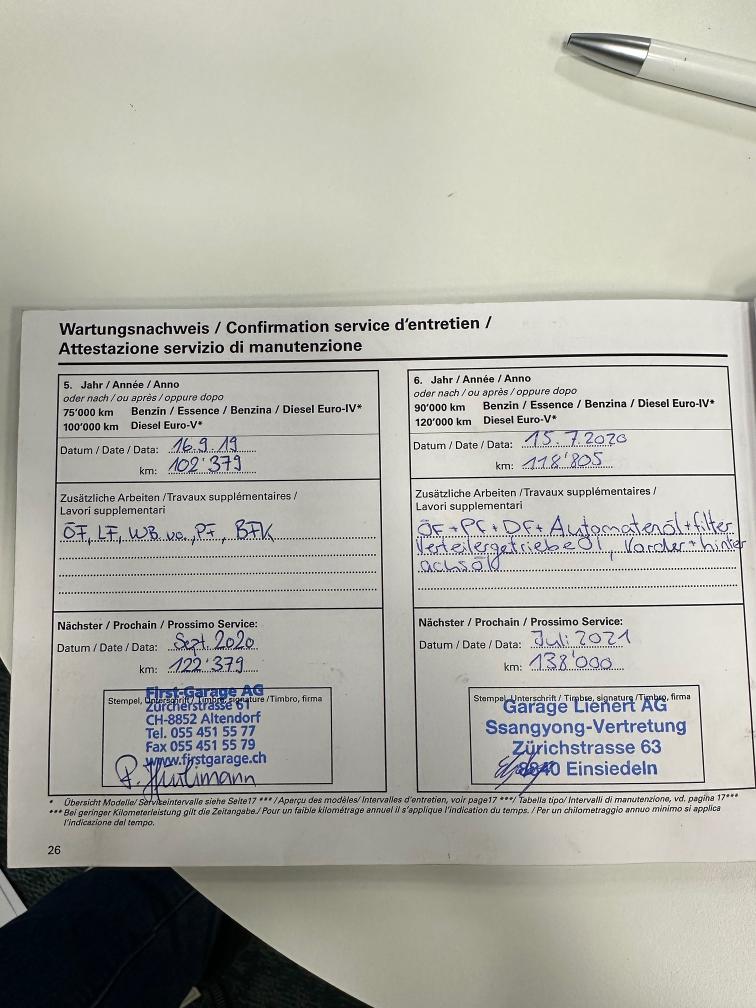 Wartungsnachweis / Confirmation service d'entretien /
Attestazione servizio di manutenzione
5. Jahr / Année / Anno
oder nach / ou après / oppure dopo
75'000 km Benzin / Essence / Benzina / Diesel Euro-IV*
100'000 km Diesel Euro-V*
Datum / Date / Data: 16.9.19
km: 102'379
Zusätzliche Arbeiten / Travaux supplémentaires /
Lavori supplementari
ÖF, LF, WB va., PF, BFK
Nächster / Prochain / Prossimo Service:
Datum / Date / Data: Sept. 2020
km: 122'379
Stempel, Unterschrift / Timbre, signature / Timbro, firma
First-Garage AG
Zürcherstrasse 61
CH-8852 Altendorf
Tel. 055 451 55 77
Fax 055 451 55 79
www.firstgarage.ch
6. Jahr / Année / Anno
oder nach / ou après / oppure dopo
90'000 km Benzin / Essence / Benzina / Diesel Euro-IV*
120'000 km Diesel Euro-V*
Datum / Date / Data: 15.7.2020
km: 118'805
Zusätzliche Arbeiten / Travaux supplémentaires /
Lavori supplementari
ÖF + PF + DF + Automatenöl + filter
Verteilergetriebe Öl, Vorder + hinter
achsöl
Nächster / Prochain / Prossimo Service:
Datum / Date / Data: Juli 2021
km: 138'000
Stempel, Unterschrift / Timbre, signature / Timbro, firma
Garage Lienert AG
Ssangyong-Vertretung
Zürichstrasse 63
8840 Einsiedeln
* Übersicht Modelle/ Serviceintervalle siehe Seite17 *** / Aperçu des modèles/ Intervalles d'entretien, voir page17 ***/ Tabella tipo/ Intervalli di manutenzione, vd. pagina 17***
*** Bei geringer Kilometerleistung gilt die Zeitangabe./ Pour un faible kilométrage annuel il s'applique l'indication du temps. / Per un chilometraggio annuo minimo si applica
l'indicazione del tempo.
26